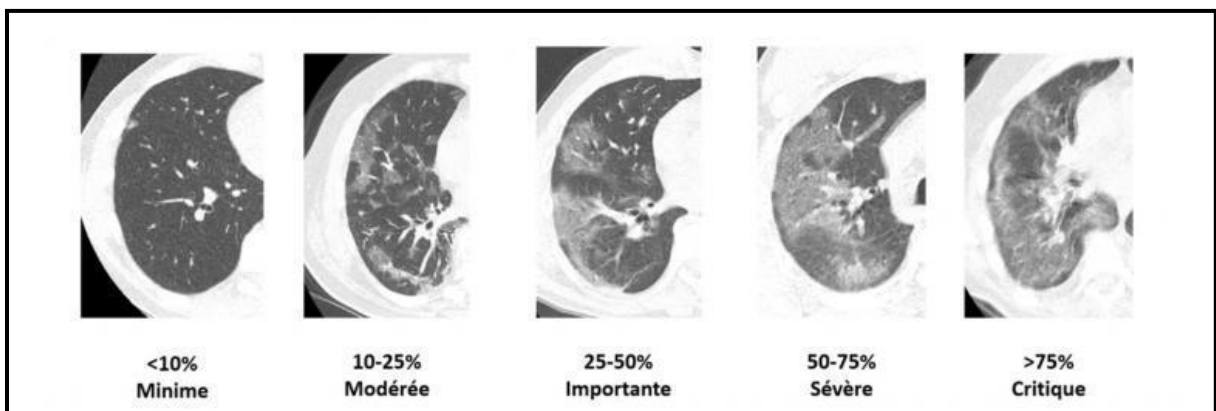 <10%
Minime
10-25%
Modérée
25-50%
Importante
50-75%
Sévère
>75%
Critique